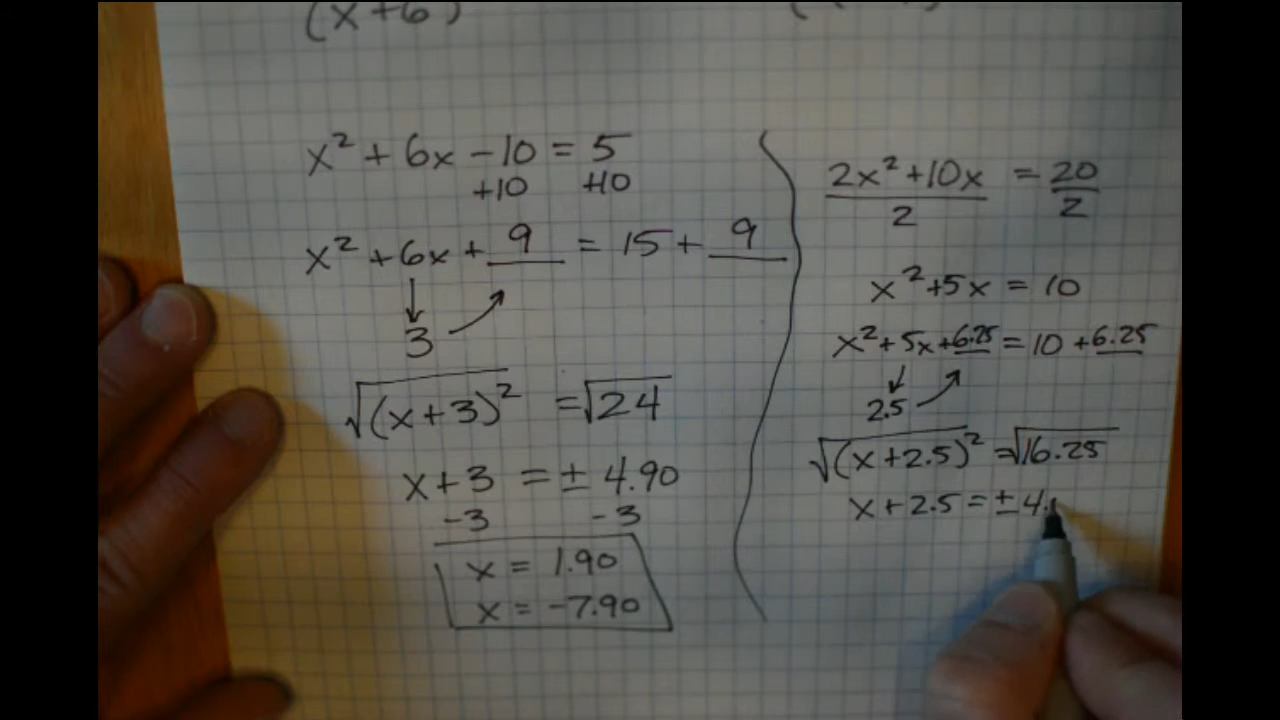 (x+6)
x² + 6x − 10 = 5
+10 +10
x² + 6x + 9 = 15 + 9
3
√(x+3)² = √24
x+3 = ± 4.90
−3 −3
x = 1.90
x = −7.90
2x² + 10x = 20
2 2
x² + 5x = 10
x² + 5x + 6.25 = 10 + 6.25
2.5
√(x+2.5)² = √16.25
x + 2.5 = ± 4.